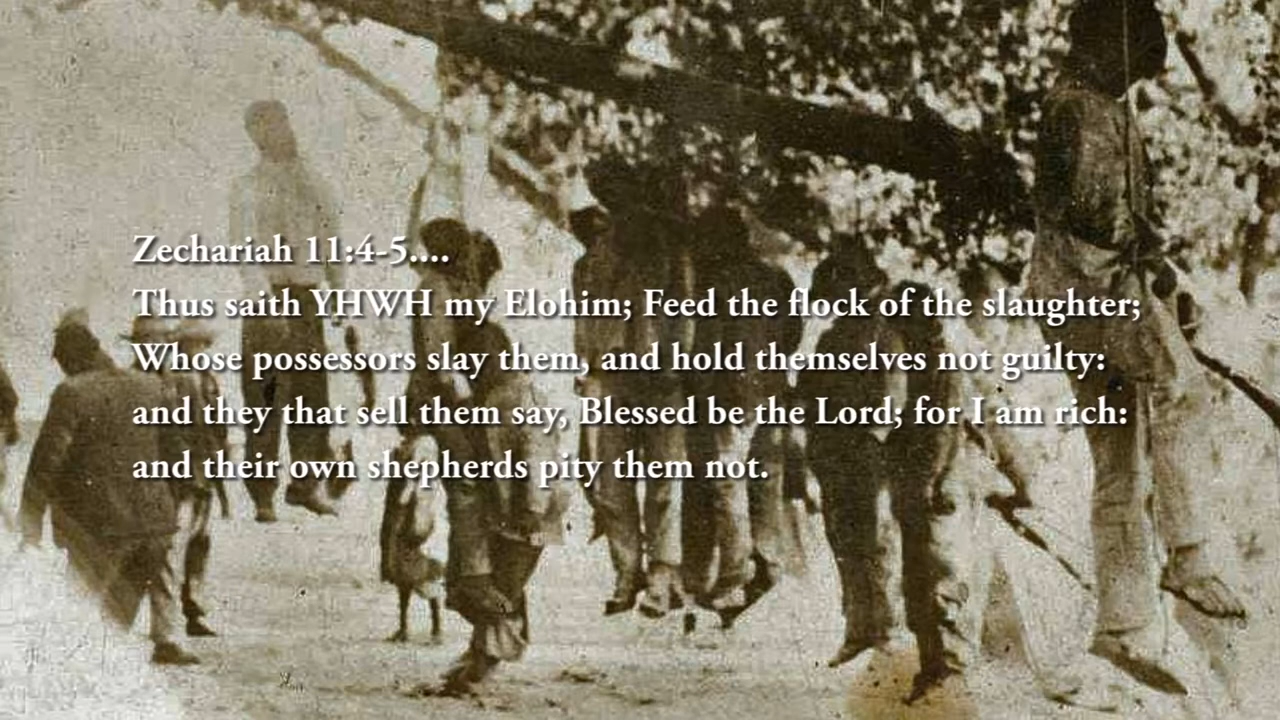 Zechariah 11:4-5....
Thus saith YHWH my Elohim; Feed the flock of the slaughter;
Whose possessors slay them, and hold themselves not guilty:
and they that sell them say, Blessed be the Lord; for I am rich:
and their own shepherds pity them not.